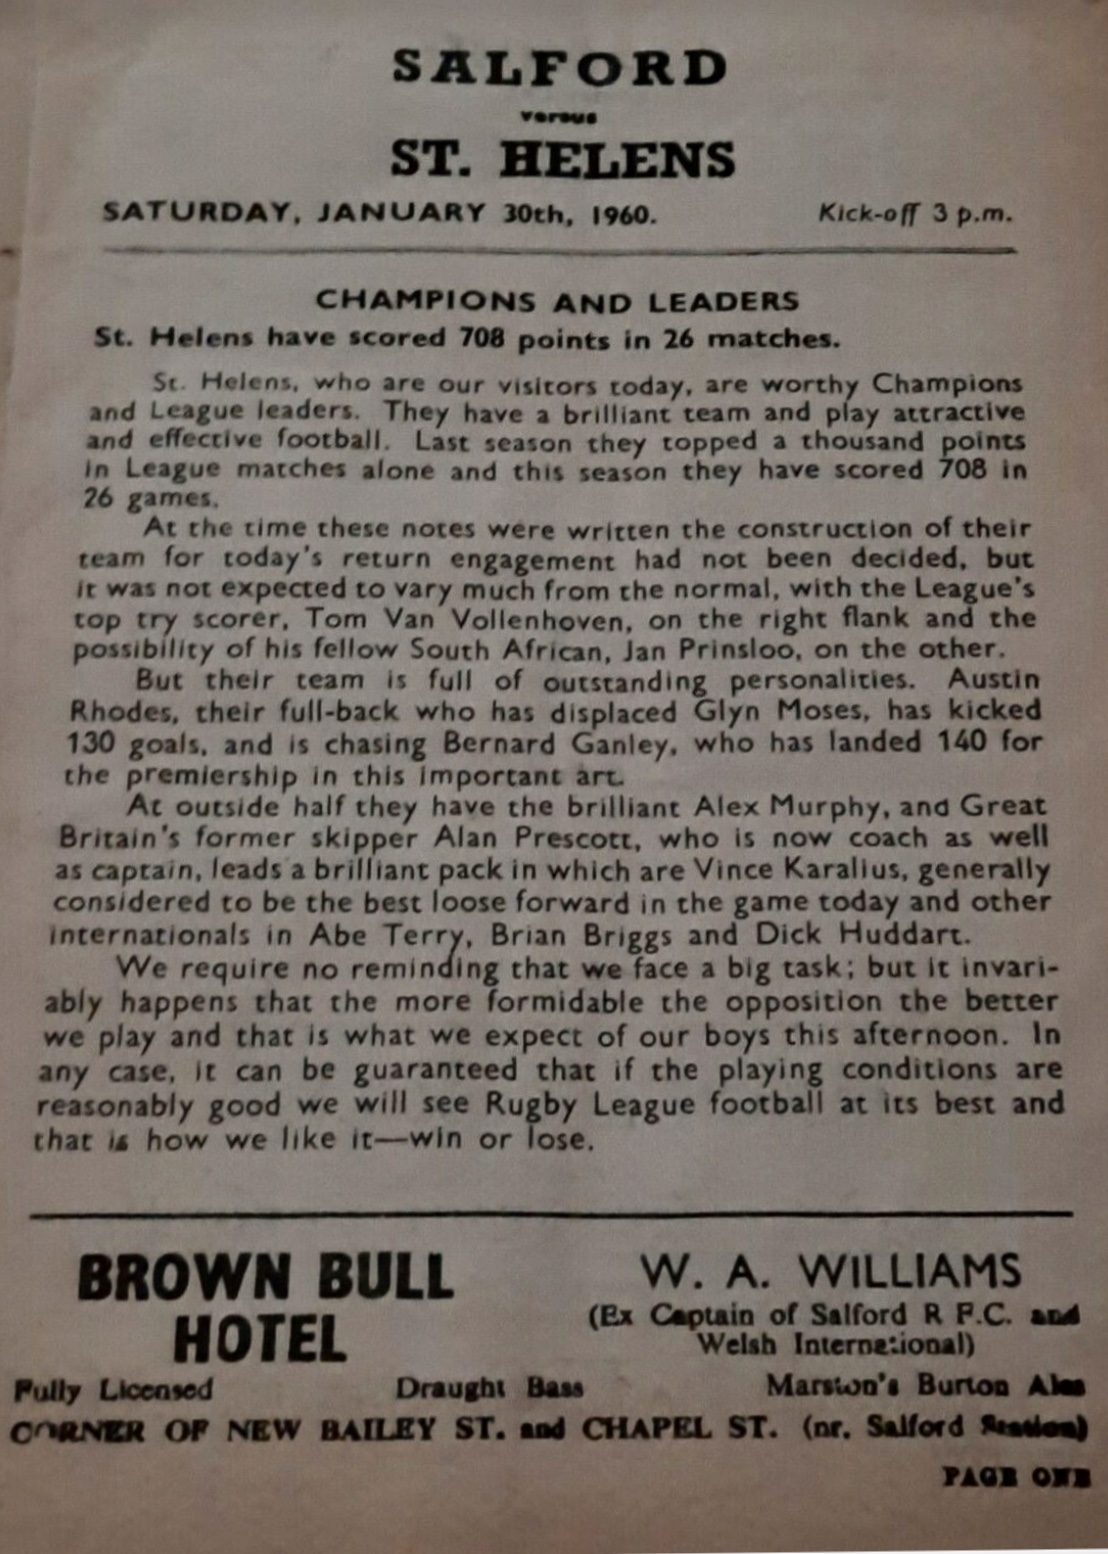 SALFORD
versus
ST. HELENS
SATURDAY, JANUARY 30th, 1960. Kick-off 3 p.m.
CHAMPIONS AND LEADERS
St. Helens have scored 708 points in 26 matches.
St. Helens, who are our visitors today, are worthy Champions
and League leaders. They have a brilliant team and play attractive
and effective football. Last season they topped a thousand points
in League matches alone and this season they have scored 708 in
26 games.
At the time these notes were written the construction of their
team for today's return engagement had not been decided, but
it was not expected to vary much from the normal, with the League's
top try scorer, Tom Van Vollenhoven, on the right flank and the
possibility of his fellow South African, Jan Prinsloo, on the other.
But their team is full of outstanding personalities. Austin
Rhodes, their full-back who has displaced Glyn Moses, has kicked
130 goals, and is chasing Bernard Ganley, who has landed 140 for
the premiership in this important art.
At outside half they have the brilliant Alex Murphy, and Great
Britain's former skipper Alan Prescott, who is now coach as well
as captain, leads a brilliant pack in which are Vince Karalius, generally
considered to be the best loose forward in the game today and other
internationals in Abe Terry, Brian Briggs and Dick Huddart.
We require no reminding that we face a big task; but it invari-
ably happens that the more formidable the opposition the better
we play and that is what we expect of our boys this afternoon. In
any case, it can be guaranteed that if the playing conditions are
reasonably good we will see Rugby League football at its best and
that is how we like it—win or lose.
BROWN BULL
HOTEL
W. A. WILLIAMS
(Ex Captain of Salford R F.C. and
Welsh International)
Fully Licensed Draught Bass Marston's Burton Ales
CORNER OF NEW BAILEY ST. and CHAPEL ST. (nr. Salford Station)
PAGE ONE